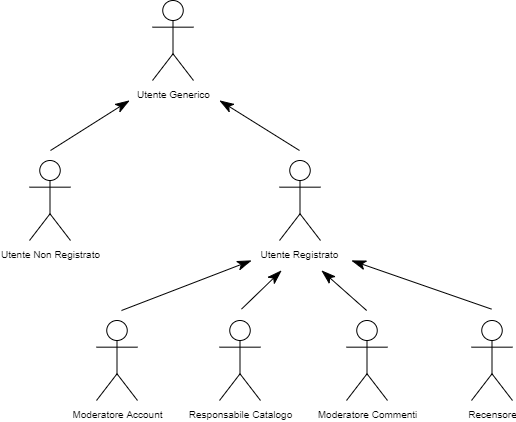 Utente Generico
Utente Non Registrato
Utente Registrato
Moderatore Account
Responsabile Catalogo
Moderatore Commenti
Recensore